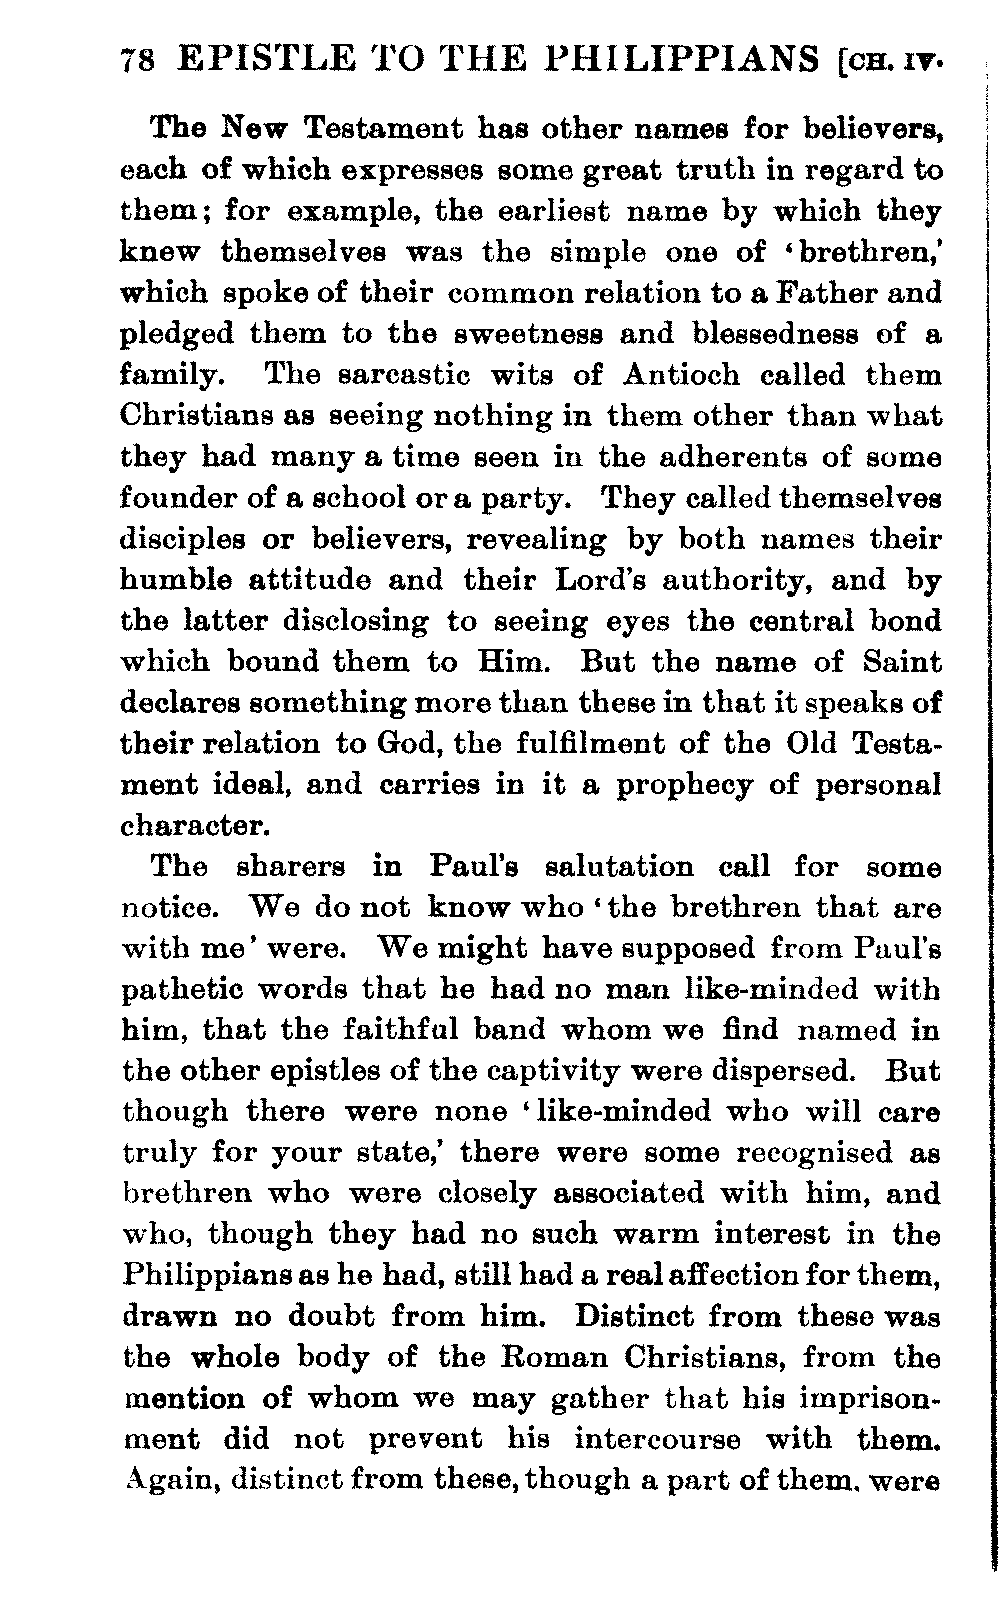 78 EPISTLE TO THE PHILIPPIANS [CH. IV.
The New Testament has other names for believers,
each of which expresses some great truth in regard to
them; for example, the earliest name by which they
knew themselves was the simple one of ‘brethren,’
which spoke of their common relation to a Father and
pledged them to the sweetness and blessedness of a
family. The sarcastic wits of Antioch called them
Christians as seeing nothing in them other than what
they had many a time seen in the adherents of some
founder of a school or a party. They called themselves
disciples or believers, revealing by both names their
humble attitude and their Lord’s authority, and by
the latter disclosing to seeing eyes the central bond
which bound them to Him. But the name of Saint
declares something more than these in that it speaks of
their relation to God, the fulfilment of the Old Testa-
ment ideal, and carries in it a prophecy of personal
character.
The sharers in Paul’s salutation call for some
notice. We do not know who ‘the brethren that are
with me’ were. We might have supposed from Paul’s
pathetic words that he had no man like-minded with
him, that the faithful band whom we find named in
the other epistles of the captivity were dispersed. But
though there were none ‘like-minded who will care
truly for your state,’ there were some recognised as
brethren who were closely associated with him, and
who, though they had no such warm interest in the
Philippians as he had, still had a real affection for them,
drawn no doubt from him. Distinct from these was
the whole body of the Roman Christians, from the
mention of whom we may gather that his imprison-
ment did not prevent his intercourse with them.
Again, distinct from these, though a part of them, were